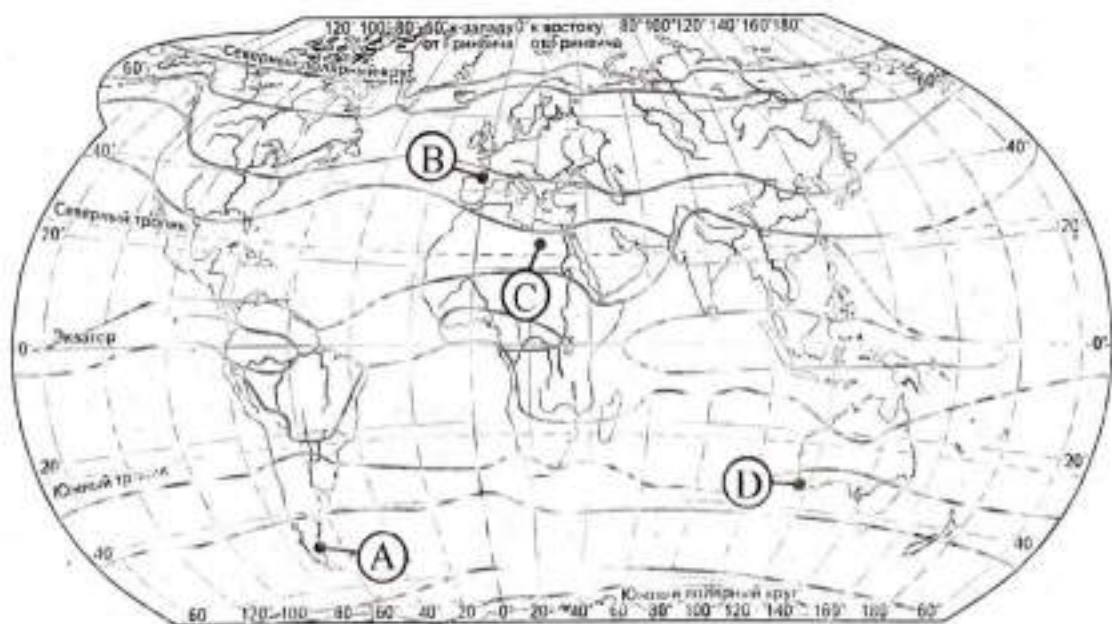 120° 100° 80° 60° к западу 0° к востоку 80° 100° 120° 140° 160° 180°
от Гринвича от Гринвича
Северный полярный круг
60°
60°
B
40°
40°
Северный тропик
20°
20°
C
Экватор
0°
0°
20
20
Южный тропик
D
40
40
A
Южный полярный круг
60 120° 100° 80° 60° 40° 20° 0° 20° 40° 60° 80° 100° 120° 140° 160° 180° 60°